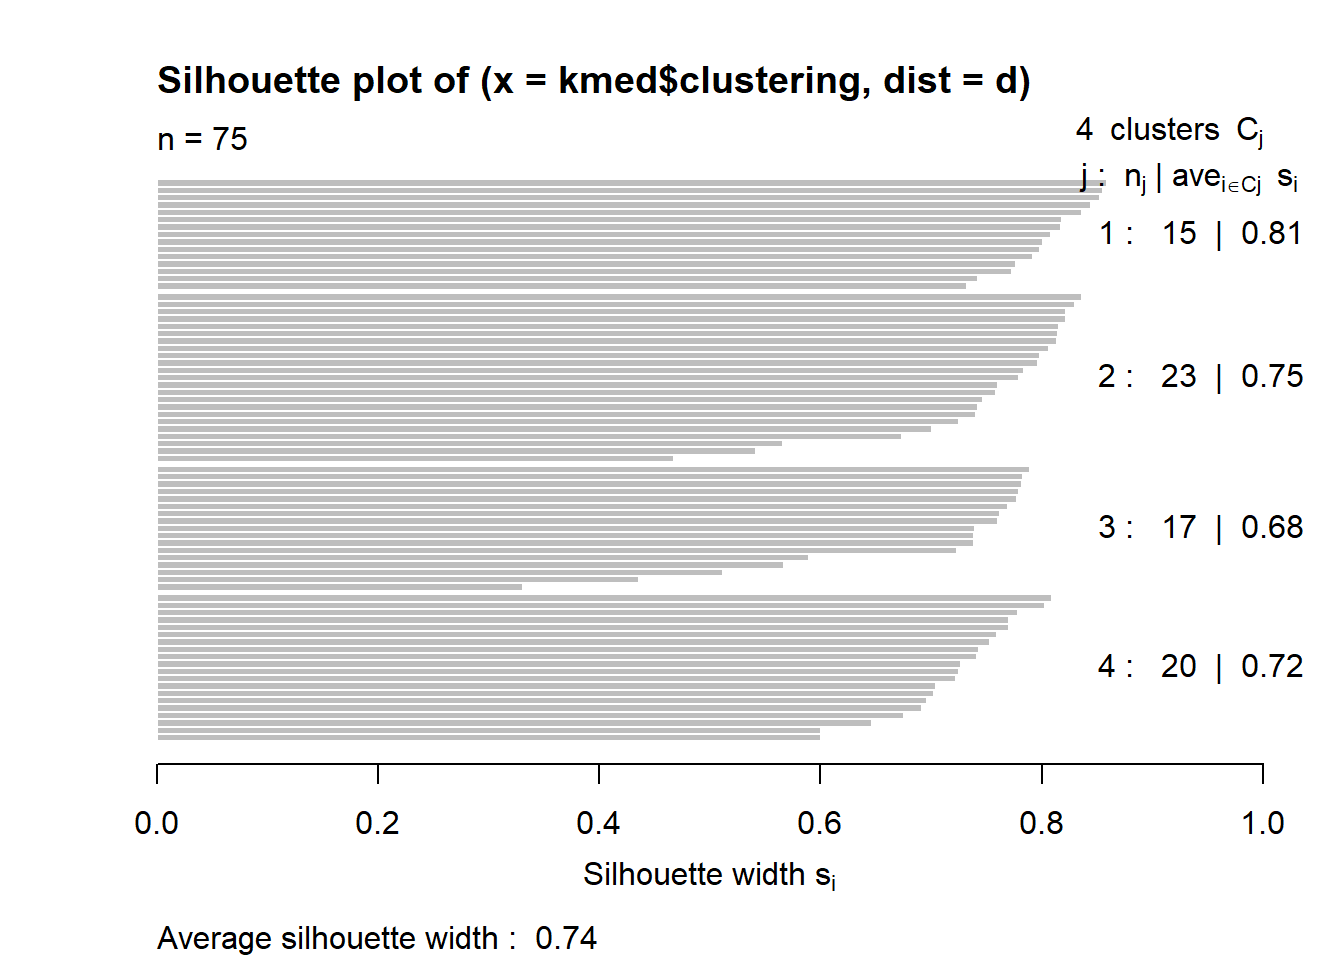 Silhouette plot of (x = kmed$clustering, dist = d)
n = 75
4 clusters Cj
j : nj | avei∈Cj si
1 : 15 | 0.81
2 : 23 | 0.75
3 : 17 | 0.68
4 : 20 | 0.72
0.0 0.2 0.4 0.6 0.8 1.0
Silhouette width si
Average silhouette width : 0.74